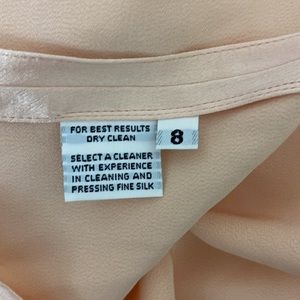 FOR BEST RESULTS
DRY CLEAN
8
SELECT A CLEANER
WITH EXPERIENCE
IN CLEANING AND
PRESSING FINE SILK